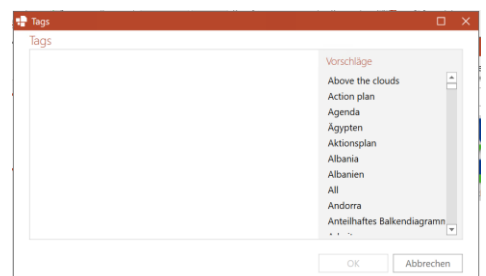 Tags
Tags
Vorschläge
Above the clouds
Action plan
Agenda
Ägypten
Aktionsplan
Albania
Albanien
All
Andorra
Anteilhaftes Balkendiagramm
OK
Abbrechen